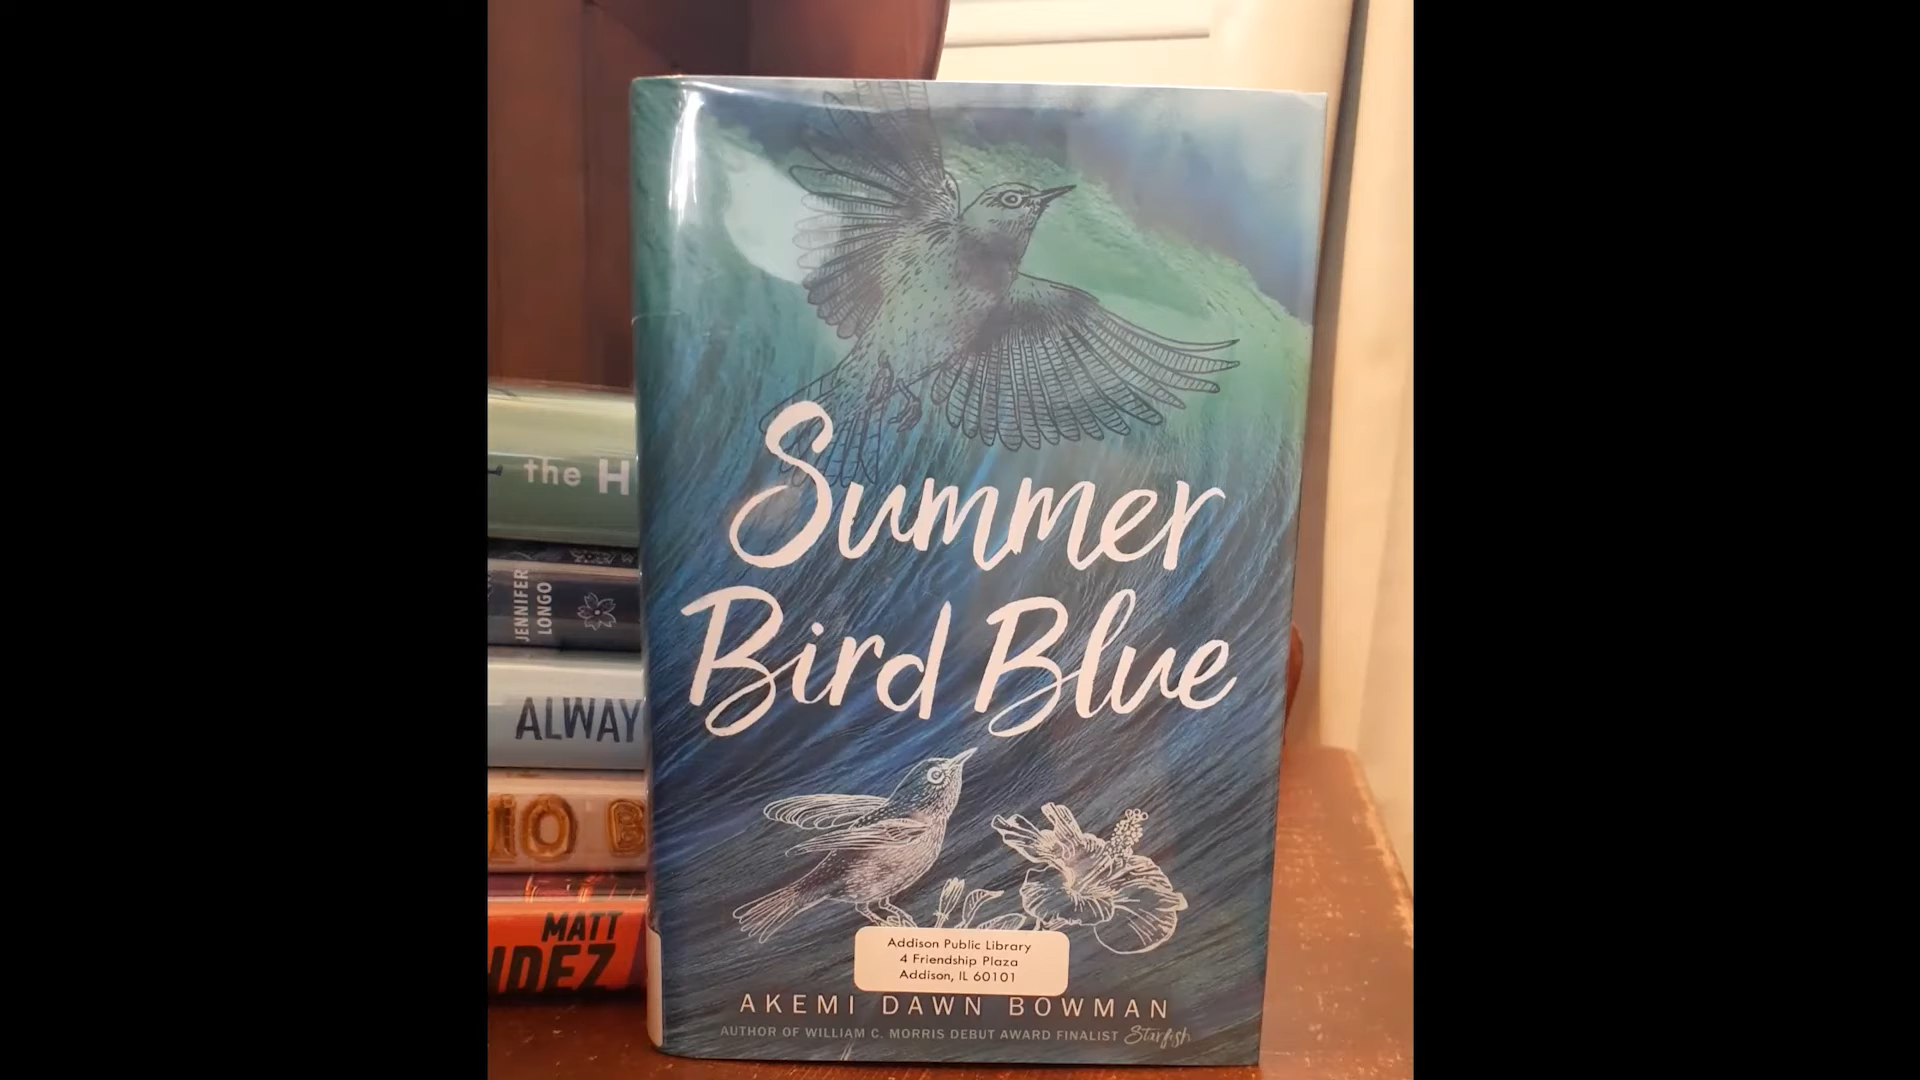 Summer
Bird Blue
Addison Public Library
4 Friendship Plaza
Addison, IL 60101
AKEMI DAWN BOWMAN
AUTHOR OF WILLIAM C. MORRIS DEBUT AWARD FINALIST Starfish
the H
JENNIFER
LONGO
ALWAY
IO B
MATT
DEZ